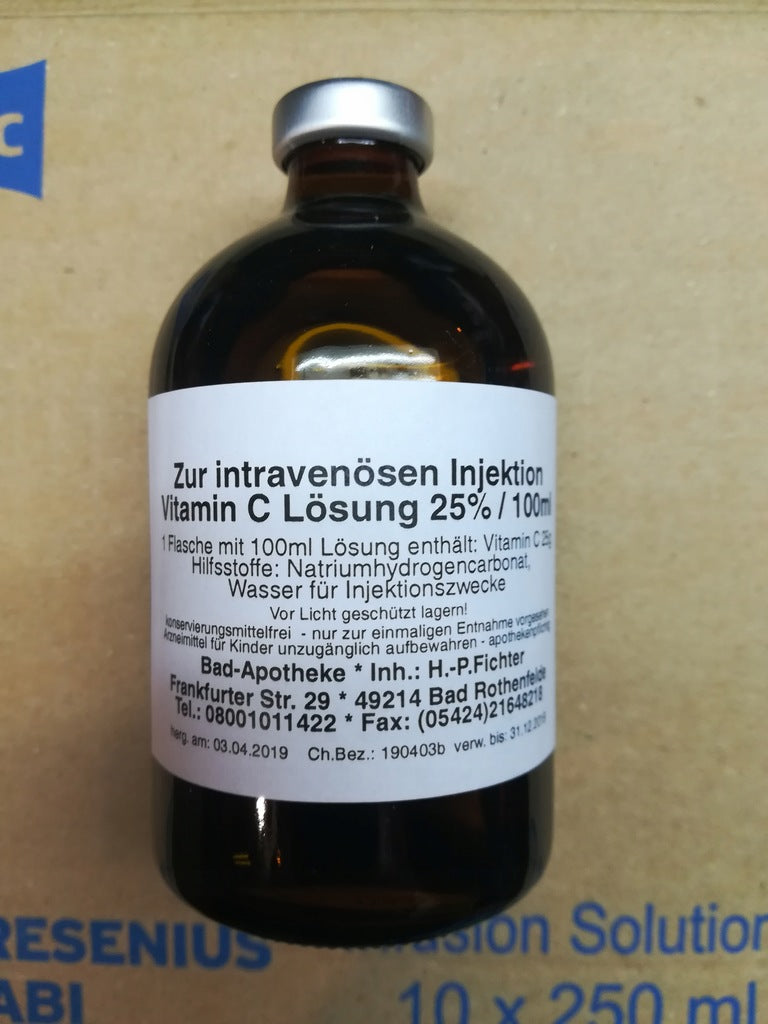 C
Zur intravenösen Injektion
Vitamin C Lösung 25% / 100ml
1 Flasche mit 100ml Lösung enthält: Vitamin C 25g
Hilfsstoffe: Natriumhydrogencarbonat,
Wasser für Injektionszwecke
Vor Licht geschützt lagern!
konservierungsmittelfrei - nur zur einmaligen Entnahme vorgesehen
Arzneimittel für Kinder unzugänglich aufbewahren - apothekenpflichtig
Bad-Apotheke * Inh.: H.-P.Fichter
Frankfurter Str. 29 * 49214 Bad Rothenfelde
Tel.: 08001011422 * Fax: (05424)21648218
herg. am: 03.04.2019 Ch.Bez.: 190403b verw. bis: 31.12.2019
RESENIUS
ABI
usion Solution
10 x 250 ml